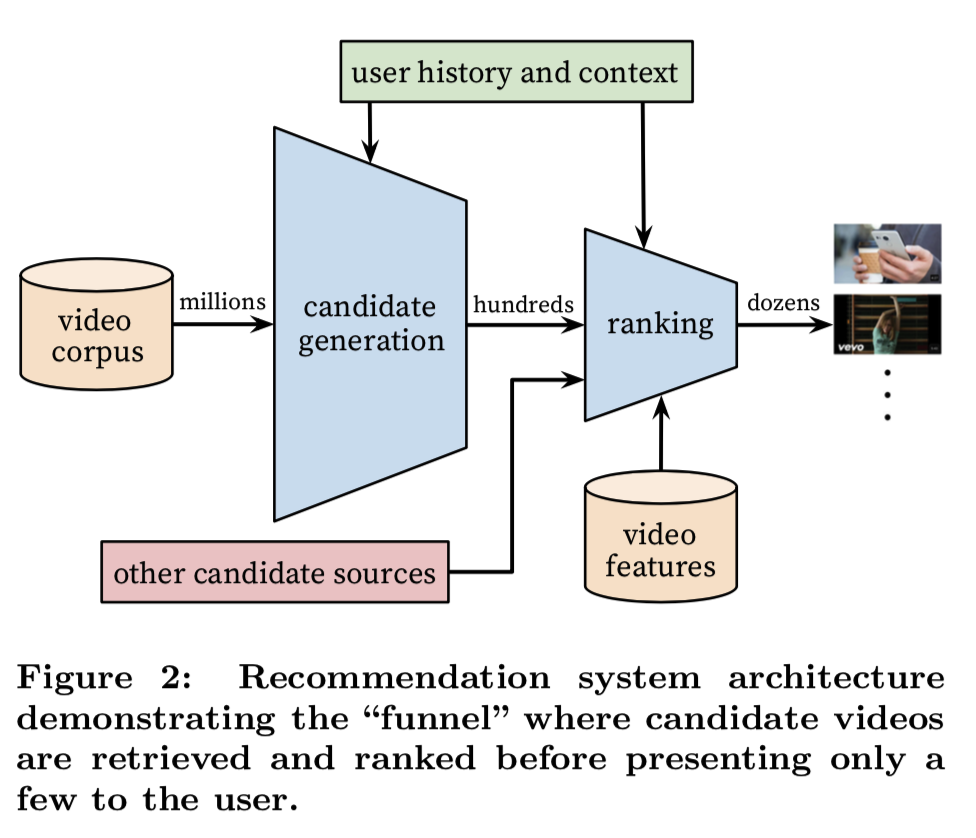 user history and context
video
corpus
millions
candidate
generation
hundreds
ranking
dozens
vevo
other candidate sources
video
features
Figure 2: Recommendation system architecture
demonstrating the “funnel” where candidate videos
are retrieved and ranked before presenting only a
few to the user.